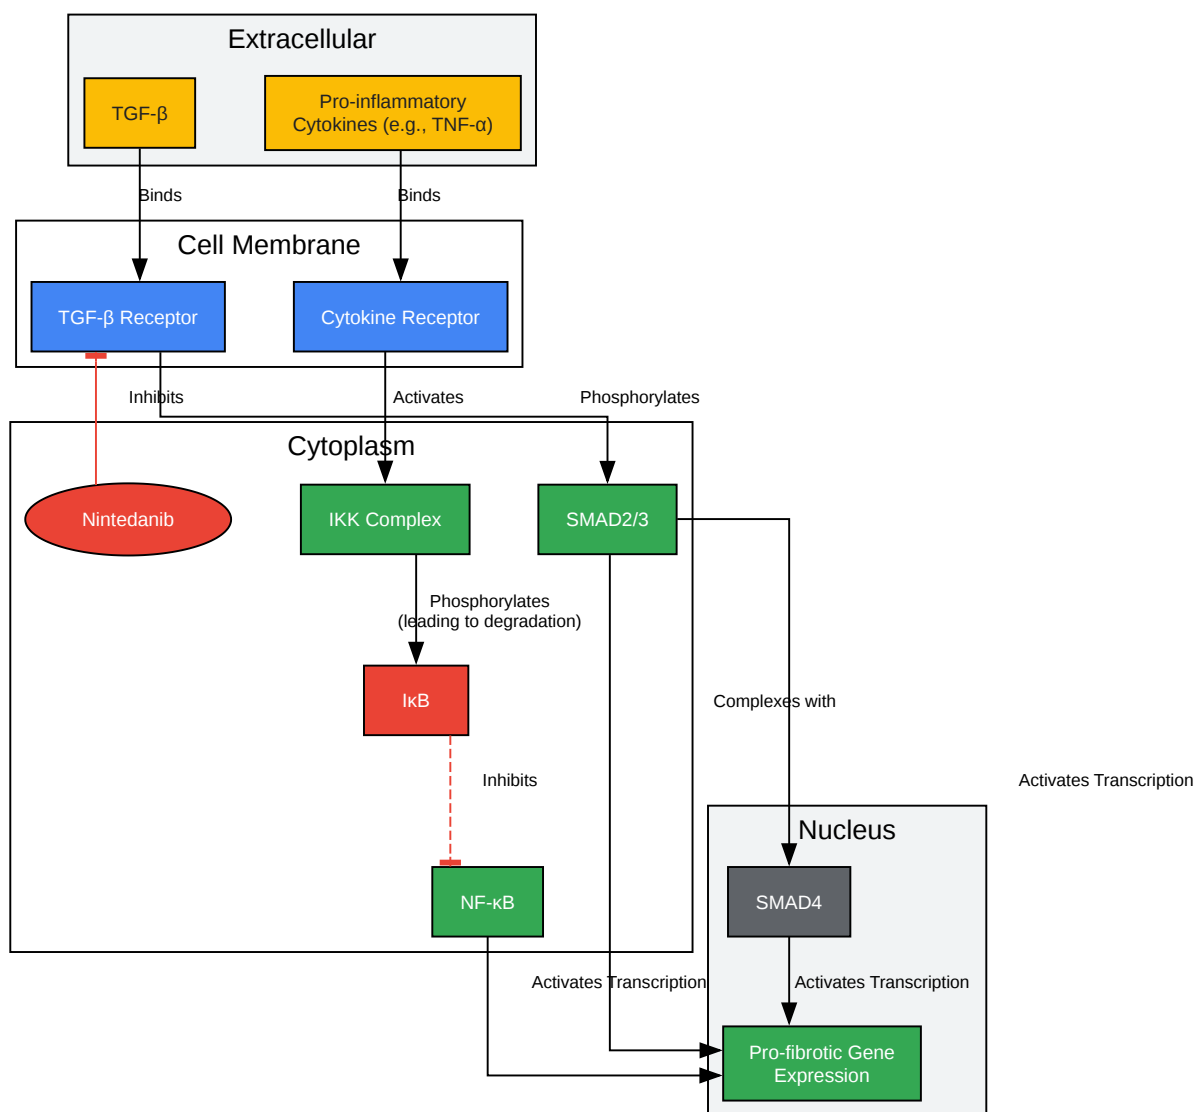 Extracellular
TGF-β
Pro-inflammatory
Cytokines (e.g., TNF-α)
Binds
Binds
Cell Membrane
TGF-β Receptor
Cytokine Receptor
Inhibits
Activates
Phosphorylates
Cytoplasm
Nintedanib
IKK Complex
SMAD2/3
Phosphorylates
(leading to degradation)
IκB
Complexes with
Inhibits
Activates Transcription
Nucleus
NF-κB
SMAD4
Activates Transcription
Activates Transcription
Pro-fibrotic Gene
Expression